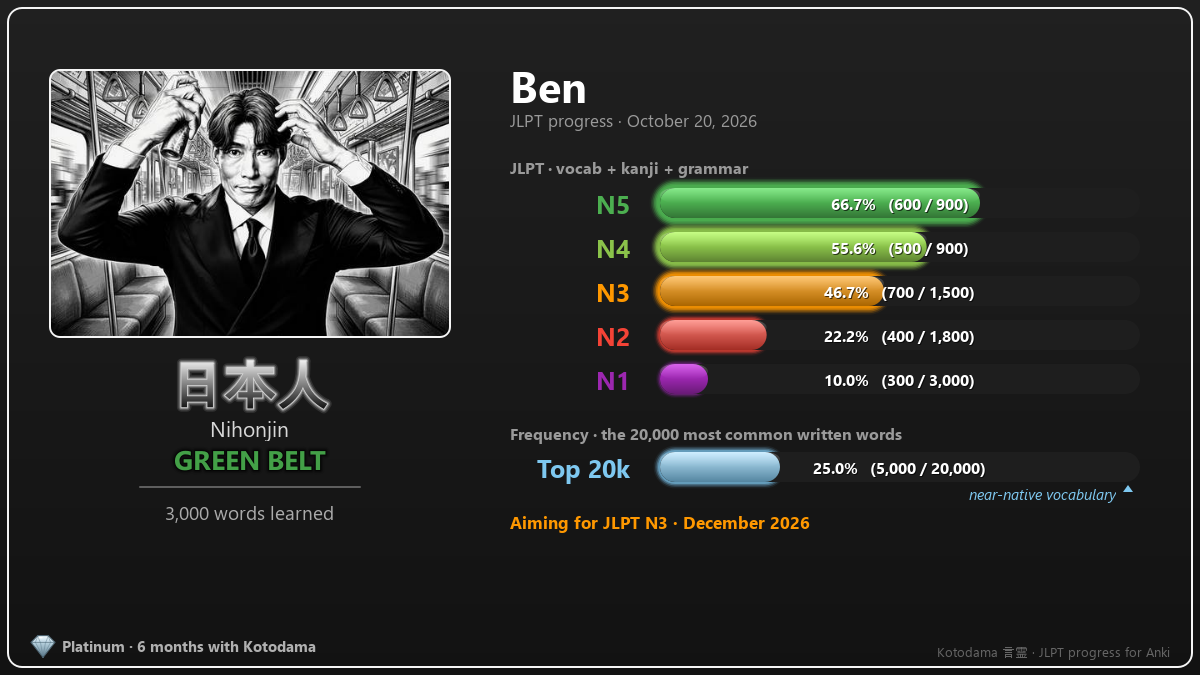 Ben
JLPT progress · October 20, 2026
JLPT · vocab + kanji + grammar
N5 66.7% (600 / 900)
N4 55.6% (500 / 900)
N3 46.7% (700 / 1,500)
N2 22.2% (400 / 1,800)
N1 10.0% (300 / 3,000)
Frequency · the 20,000 most common written words
Top 20k 25.0% (5,000 / 20,000)
near-native vocabulary ▲
Aiming for JLPT N3 · December 2026
日本人
Nihonjin
GREEN BELT
3,000 words learned
Platinum · 6 months with Kotodama
Kotodama 言霊 · JLPT progress for Anki